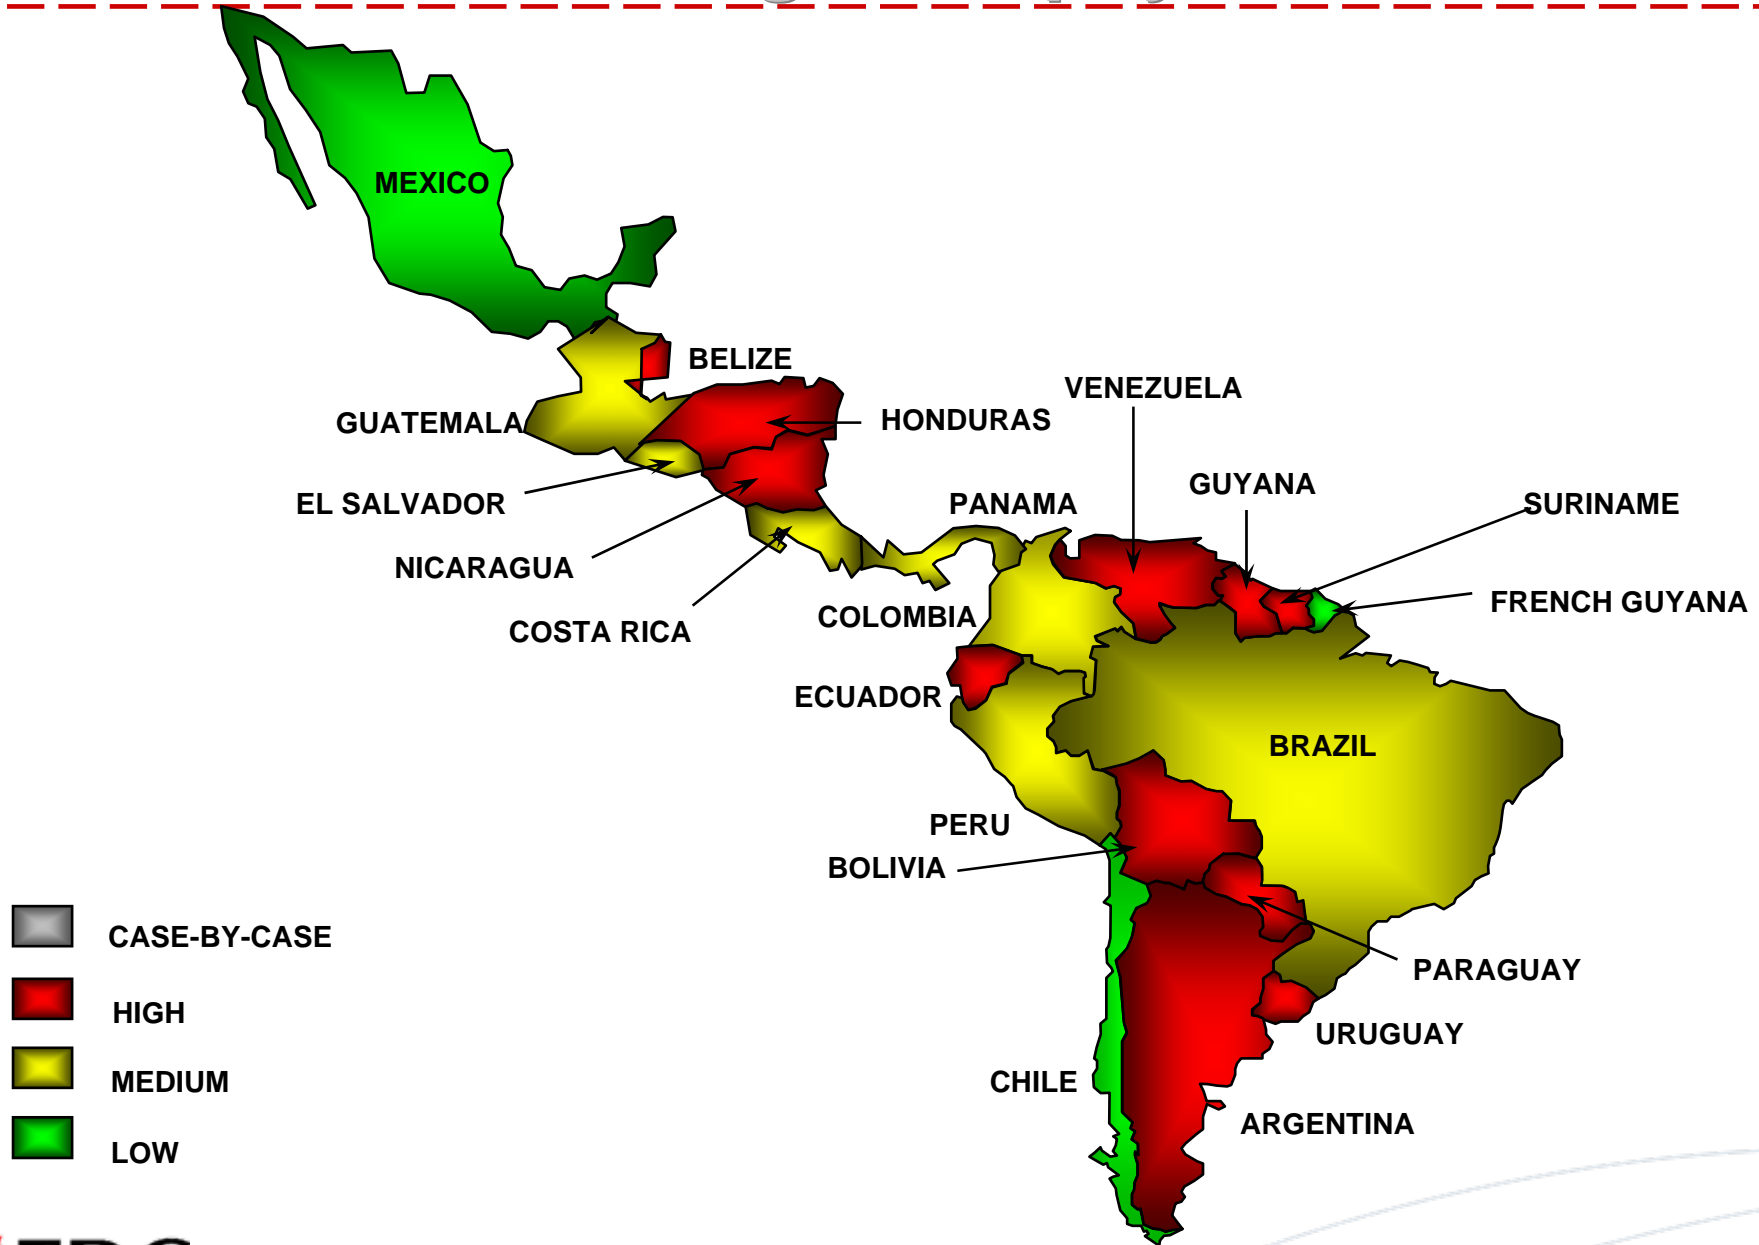 MEXICO
BELIZE
VENEZUELA
GUATEMALA
HONDURAS
GUYANA
EL SALVADOR
PANAMA
SURINAME
NICARAGUA
COLOMBIA
FRENCH GUYANA
COSTA RICA
ECUADOR
BRAZIL
PERU
BOLIVIA
CASE-BY-CASE
PARAGUAY
HIGH
URUGUAY
MEDIUM
CHILE
ARGENTINA
LOW